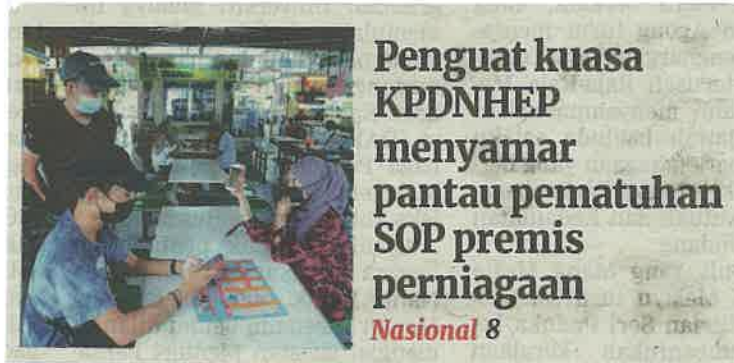 Penguat kuasa
KPDNHEP
menyamar
pantau pematuhan
SOP premis
perniagaan
Nasional 8